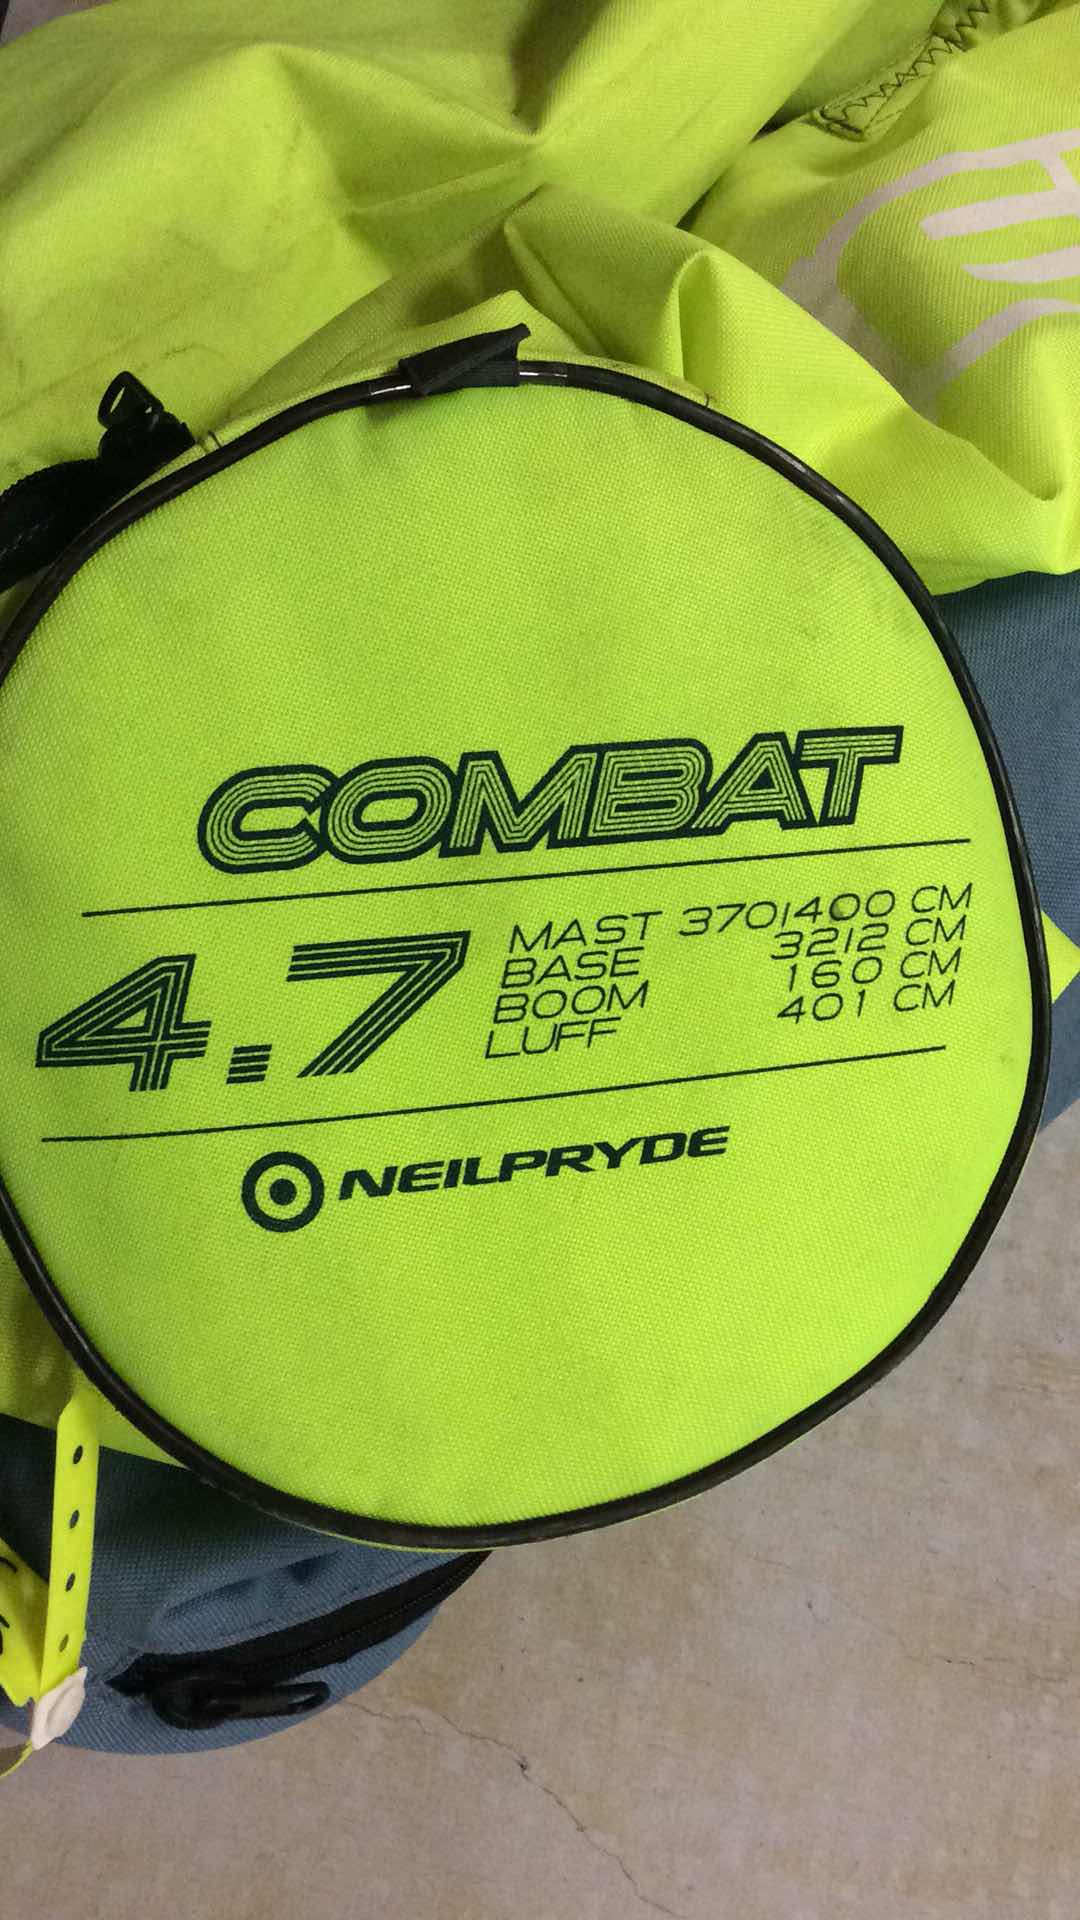 COMBAT
4.7
MAST 370/400 CM
BASE 32/2 CM
BOOM 160 CM
LUFF 401 CM
NEILPRYDE